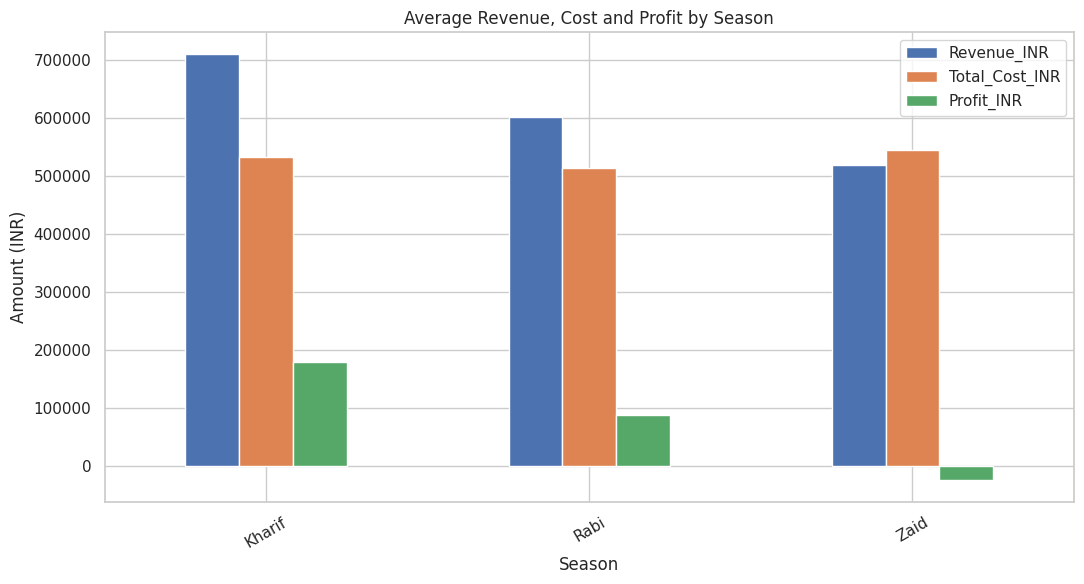 Average Revenue, Cost and Profit by Season
Revenue_INR
Total_Cost_INR
Profit_INR
Amount (INR)
700000
600000
500000
400000
300000
200000
100000
0
Kharif
Rabi
Zaid
Season